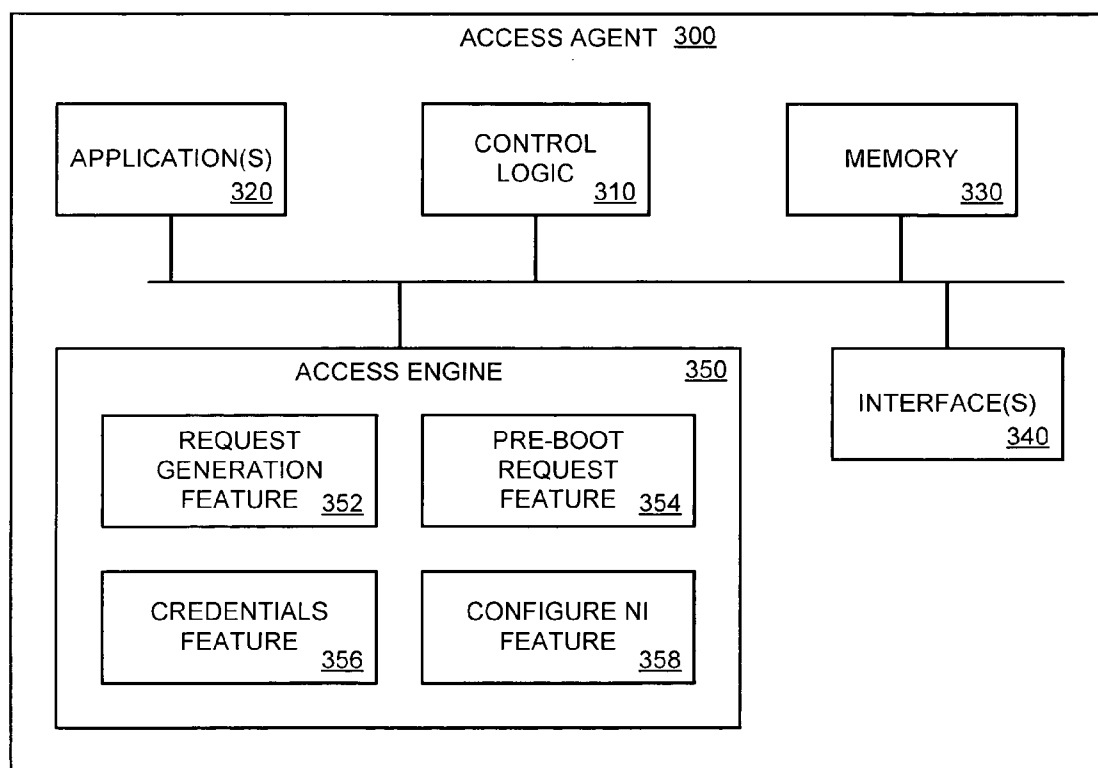 ACCESS AGENT 300
APPLICATION(S)
320
CONTROL
LOGIC
310
MEMORY
330
ACCESS ENGINE 350
INTERFACE(S)
340
REQUEST
GENERATION
FEATURE
352
PRE-BOOT
REQUEST
FEATURE
354
CREDENTIALS
FEATURE
356
CONFIGURE NI
FEATURE
358